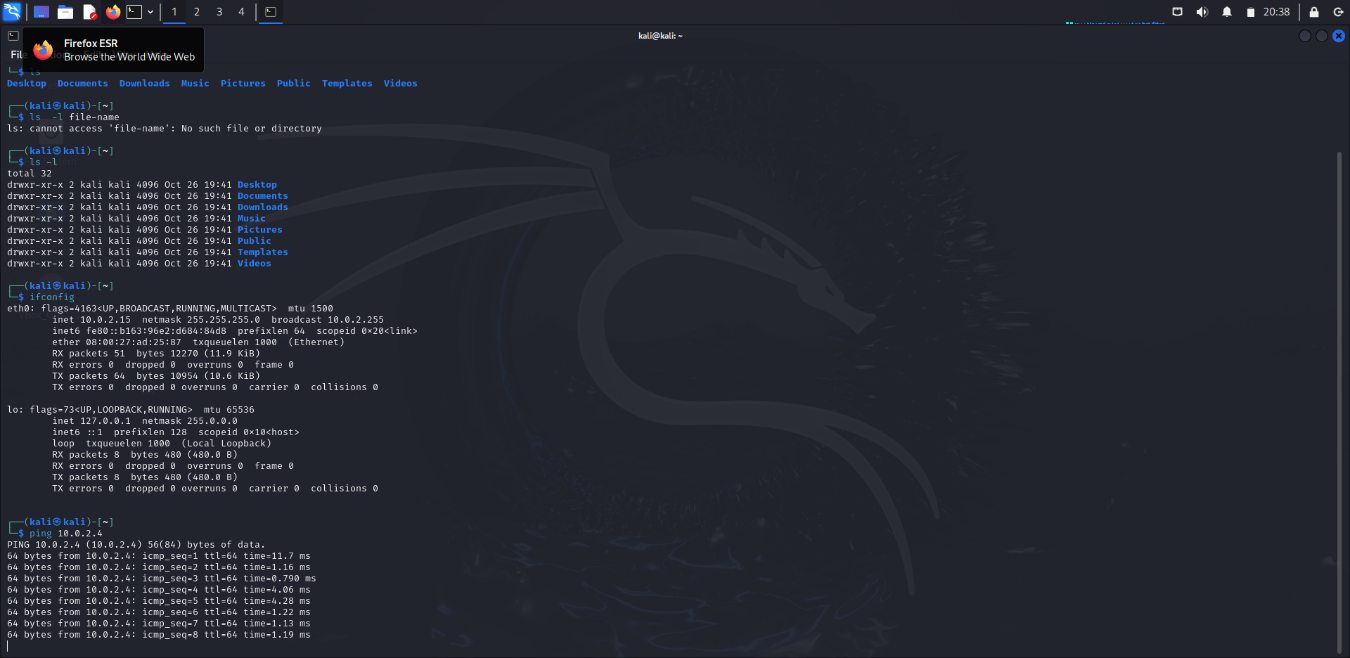 1 2 3 4
20:38
kali@kali: ~
Firefox ESR
Browse the World Wide Web
File
└─$ ls
Desktop Documents Downloads Music Pictures Public Templates Videos
┌──(kali㉿kali)-[~]
└─$ ls -l file-name
ls: cannot access 'file-name': No such file or directory
┌──(kali㉿kali)-[~]
└─$ ls -l
total 32
drwxr-xr-x 2 kali kali 4096 Oct 26 19:41 Desktop
drwxr-xr-x 2 kali kali 4096 Oct 26 19:41 Documents
drwxr-xr-x 2 kali kali 4096 Oct 26 19:41 Downloads
drwxr-xr-x 2 kali kali 4096 Oct 26 19:41 Music
drwxr-xr-x 2 kali kali 4096 Oct 26 19:41 Pictures
drwxr-xr-x 2 kali kali 4096 Oct 26 19:41 Public
drwxr-xr-x 2 kali kali 4096 Oct 26 19:41 Templates
drwxr-xr-x 2 kali kali 4096 Oct 26 19:41 Videos
┌──(kali㉿kali)-[~]
└─$ ifconfig
eth0: flags=4163<UP,BROADCAST,RUNNING,MULTICAST> mtu 1500
inet 10.0.2.15 netmask 255.255.255.0 broadcast 10.0.2.255
inet6 fe80::b163:96e2:d684:84d8 prefixlen 64 scopeid 0x20<link>
ether 08:00:27:ad:25:87 txqueuelen 1000 (Ethernet)
RX packets 51 bytes 12270 (11.9 KiB)
RX errors 0 dropped 0 overruns 0 frame 0
TX packets 64 bytes 10954 (10.6 KiB)
TX errors 0 dropped 0 overruns 0 carrier 0 collisions 0
lo: flags=73<UP,LOOPBACK,RUNNING> mtu 65536
inet 127.0.0.1 netmask 255.0.0.0
inet6 ::1 prefixlen 128 scopeid 0x10<host>
loop txqueuelen 1000 (Local Loopback)
RX packets 8 bytes 480 (480.0 B)
RX errors 0 dropped 0 overruns 0 frame 0
TX packets 8 bytes 480 (480.0 B)
TX errors 0 dropped 0 overruns 0 carrier 0 collisions 0
┌──(kali㉿kali)-[~]
└─$ ping 10.0.2.4
PING 10.0.2.4 (10.0.2.4) 56(84) bytes of data.
64 bytes from 10.0.2.4: icmp_seq=1 ttl=64 time=11.7 ms
64 bytes from 10.0.2.4: icmp_seq=2 ttl=64 time=1.16 ms
64 bytes from 10.0.2.4: icmp_seq=3 ttl=64 time=0.790 ms
64 bytes from 10.0.2.4: icmp_seq=4 ttl=64 time=4.06 ms
64 bytes from 10.0.2.4: icmp_seq=5 ttl=64 time=4.28 ms
64 bytes from 10.0.2.4: icmp_seq=6 ttl=64 time=1.22 ms
64 bytes from 10.0.2.4: icmp_seq=7 ttl=64 time=1.13 ms
64 bytes from 10.0.2.4: icmp_seq=8 ttl=64 time=1.19 ms